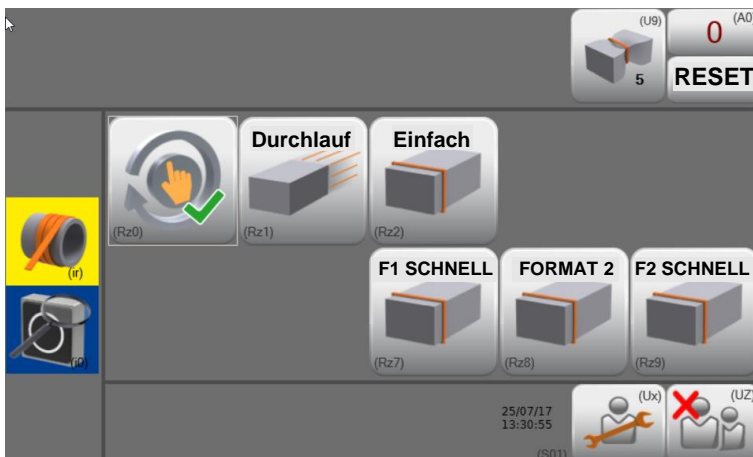 (U9)
5
0
(A0)
RESET
Durchlauf
Einfach
(Rz0)
(Rz1)
(Rz2)
(ir)
(i0)
F1 SCHNELL
FORMAT 2
F2 SCHNELL
(Rz7)
(Rz8)
(Rz9)
25/07/17
13:30:55
(S01)
(Ux)
(UZ)